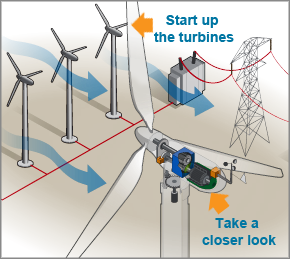 Start up
the turbines
Take a
closer look